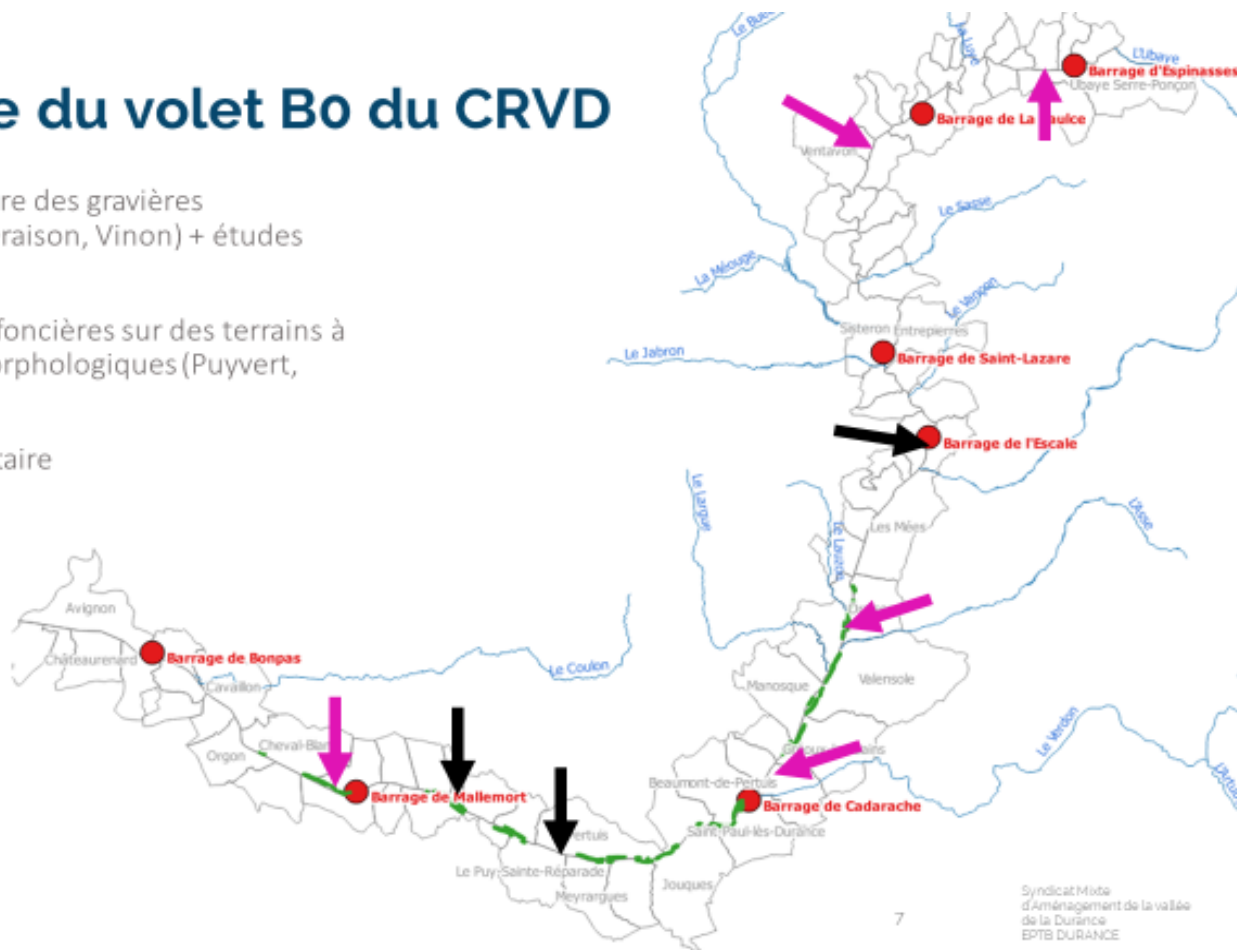 e du volet B0 du CRVD
re des gravières
raison, Vinon) + études
foncières sur des terrains à
orphologiques (Puyvert,
taire
L'Ubaye
Barrage d'Espinasses
Ubaye Serre-Ponçon
Barrage de La Saulce
Ventavon
Le Sasse
La Méouge
Le Vançon
Sisteron
Entrepierres
Le Jabron
Barrage de Saint-Lazare
Barrage de l'Escale
Le Largue
Le Lauzon
L'Asse
Les Mées
Avignon
Châteaurenard
Barrage de Bonpas
Le Coulon
Cavaillon
Manosque
Valensole
Le Verdon
Orgon
Cheval-Blan
Beaumont-de-Pertuis
Barrage de Mallemort
Barrage de Cadarache
Pertuis
Saint-Paul-lès-Durance
Le Puy-Sainte-Réparade
Jouques
Meyrargues
7
Syndicat Mixte
d'Aménagement de la vallée
de la Durance
EPTB DURANCE